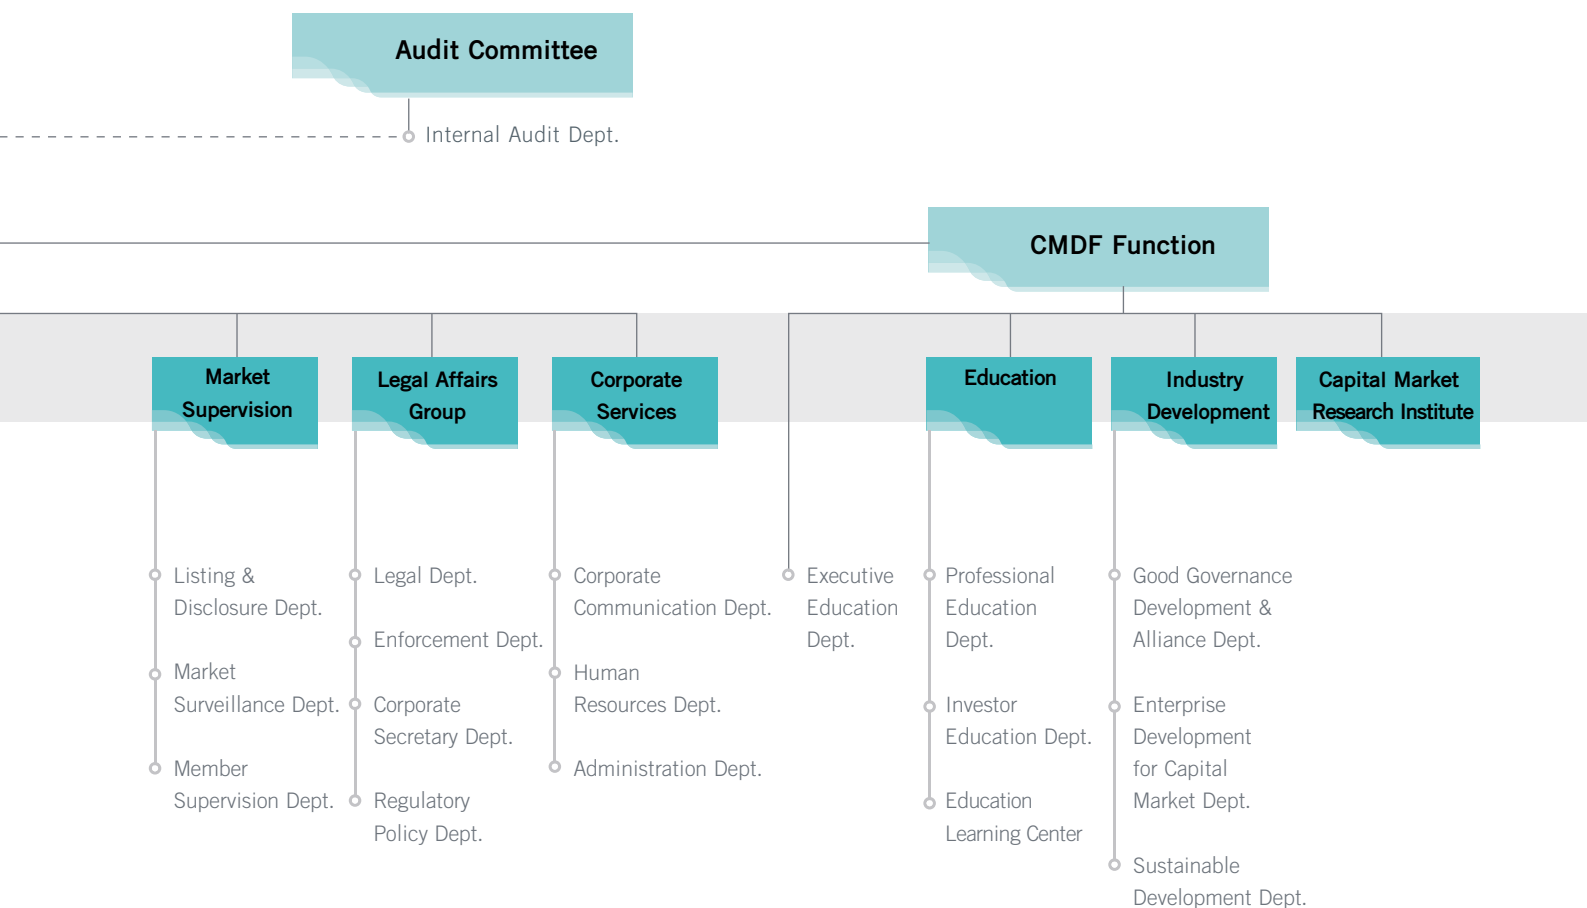 Audit Committee
Internal Audit Dept.
CMDF Function
Market
Supervision
Listing &
Disclosure Dept.
Market
Surveillance Dept.
Member
Supervision Dept.
Legal Affairs
Group
Legal Dept.
Enforcement Dept.
Corporate
Secretary Dept.
Regulatory
Policy Dept.
Corporate
Services
Corporate
Communication Dept.
Human
Resources Dept.
Administration Dept.
Executive
Education
Dept.
Education
Professional
Education
Dept.
Investor
Education Dept.
Education
Learning Center
Industry
Development
Good Governance
Development &
Alliance Dept.
Enterprise
Development
for Capital
Market Dept.
Sustainable
Development Dept.
Capital Market
Research Institute